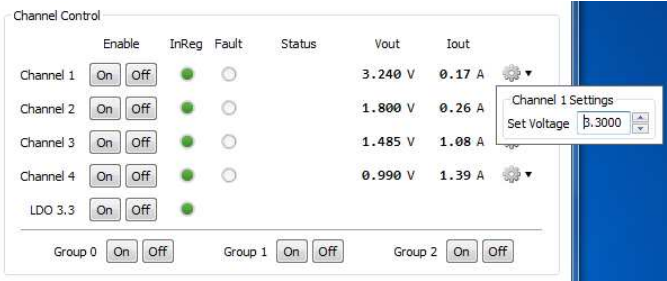 Channel Control
Enable InReg Fault Status Vout Iout
Channel 1 On Off 3.240 V 0.17 A
Channel 1 Settings
Set Voltage 3.3000
Channel 2 On Off 1.800 V 0.26 A
Channel 3 On Off 1.485 V 1.08 A
Channel 4 On Off 0.990 V 1.39 A
LDO 3.3 On Off
Group 0 On Off Group 1 On Off Group 2 On Off